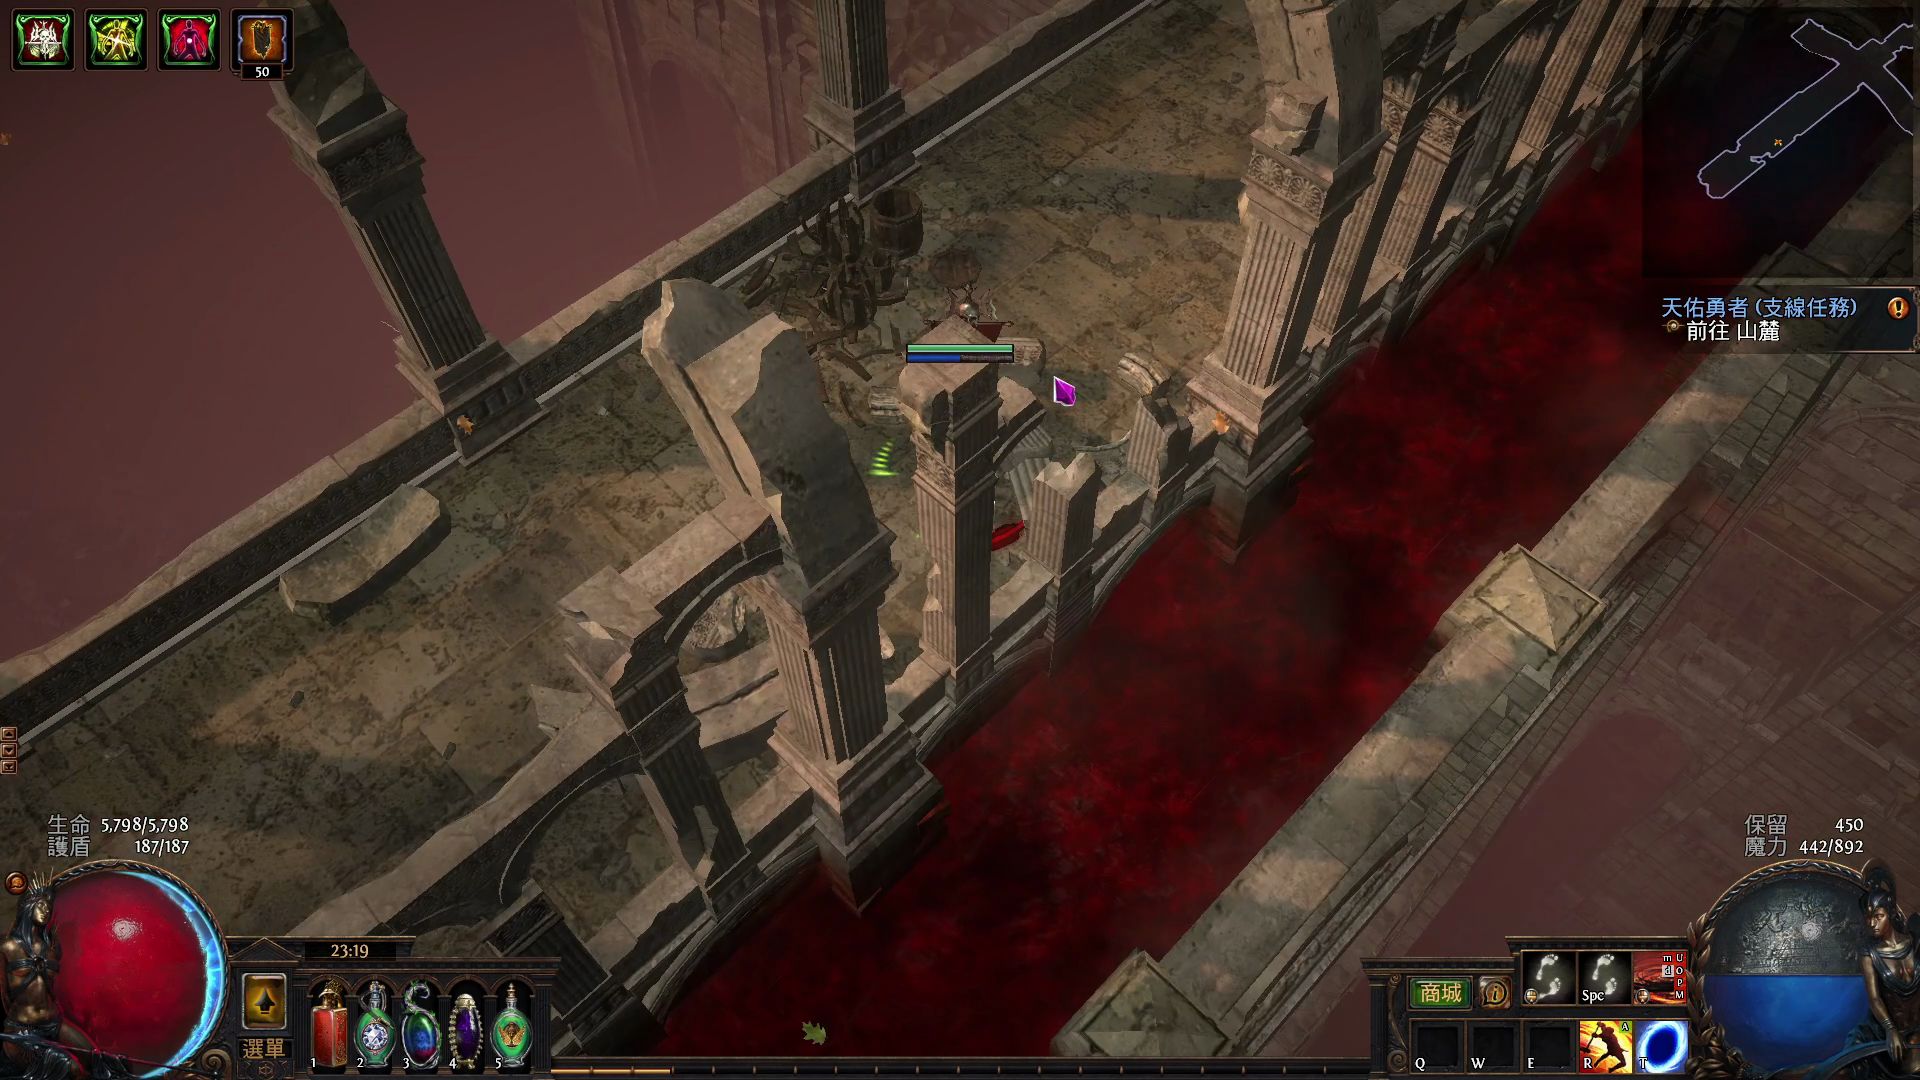 50
天佑勇者 (支線任務)
前往 山麓
生命 5,798/5,798
護盾 187/187
保留 450
魔力 442/892
23:19
選單
1 2 3 4 5
商城
Spc
m U
d O
P
M
Q W E R A T